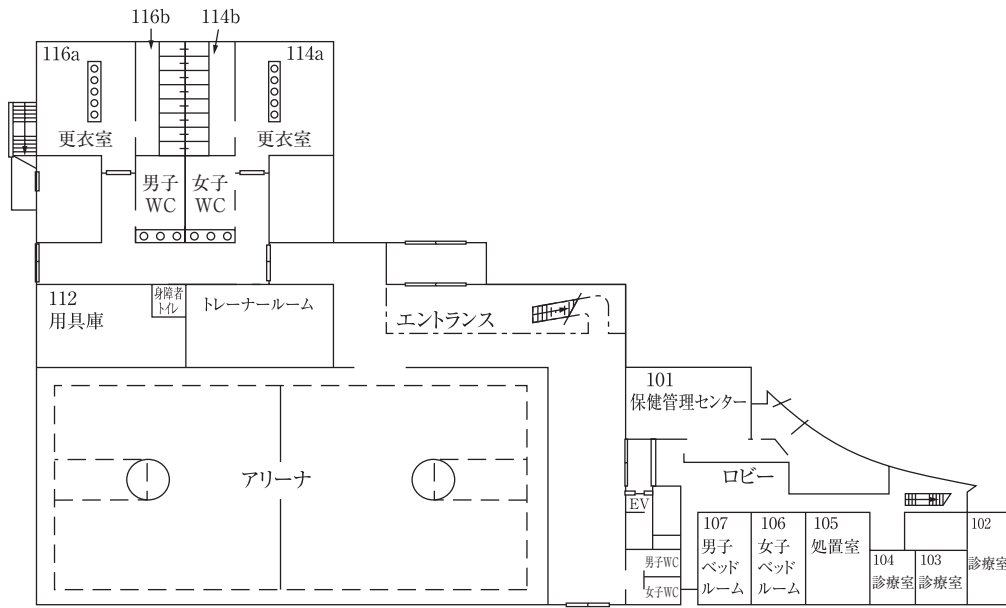 116b
114b
116a
114a
更衣室
更衣室
男子
WC
女子
WC
112
用具庫
身障者
トイレ
トレーナールーム
エントランス
101
保健管理センター
アリーナ
ロビー
EV
107
男子
ベッド
ルーム
106
女子
ベッド
ルーム
105
処置室
104
診療室
103
診療室
102
診療室
男子WC
女子WC